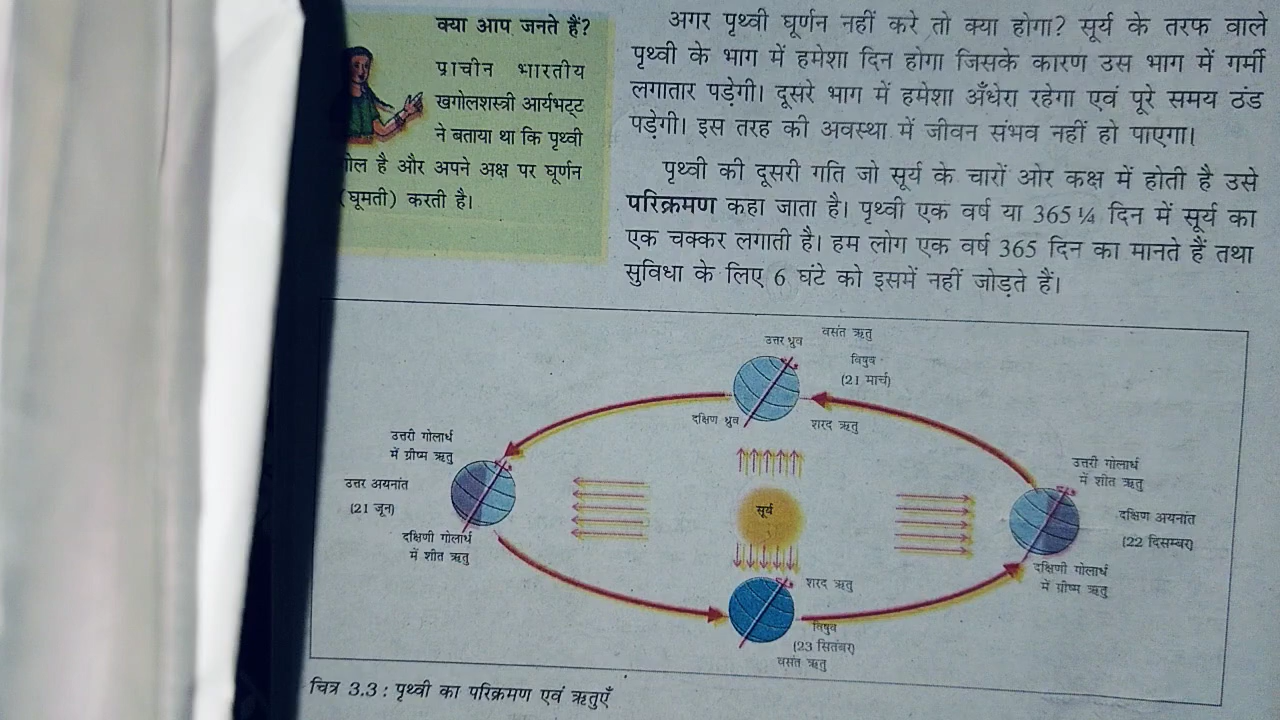 क्या आप जनते हैं?
प्राचीन भारतीय
खगोलशस्त्री आर्यभट्ट
ने बताया था कि पृथ्वी
गोल है और अपने अक्ष पर घूर्णन
(घूमती) करती है।
अगर पृथ्वी घूर्णन नहीं करे तो क्या होगा? सूर्य के तरफ वाले
पृथ्वी के भाग में हमेशा दिन होगा जिसके कारण उस भाग में गर्मी
लगातार पड़ेगी। दूसरे भाग में हमेशा अँधेरा रहेगा एवं पूरे समय ठंड
पड़ेगी। इस तरह की अवस्था में जीवन संभव नहीं हो पाएगा।
पृथ्वी की दूसरी गति जो सूर्य के चारों ओर कक्ष में होती है उसे
परिक्रमण कहा जाता है। पृथ्वी एक वर्ष या 365 ¼ दिन में सूर्य का
एक चक्कर लगाती है। हम लोग एक वर्ष 365 दिन का मानते हैं तथा
सुविधा के लिए 6 घंटे को इसमें नहीं जोड़ते हैं।
वसंत ऋतु
उत्तर ध्रुव
विषुव
(21 मार्च)
दक्षिण ध्रुव
शरद ऋतु
उत्तरी गोलार्ध
में ग्रीष्म ऋतु
उत्तर अयनांत
(21 जून)
दक्षिणी गोलार्ध
में शीत ऋतु
सूर्य
उत्तरी गोलार्ध
में शीत ऋतु
दक्षिण अयनांत
(22 दिसम्बर)
दक्षिणी गोलार्ध
में ग्रीष्म ऋतु
शरद ऋतु
विषुव
(23 सितंबर)
वसंत ऋतु
चित्र 3.3 : पृथ्वी का परिक्रमण एवं ऋतुएँ